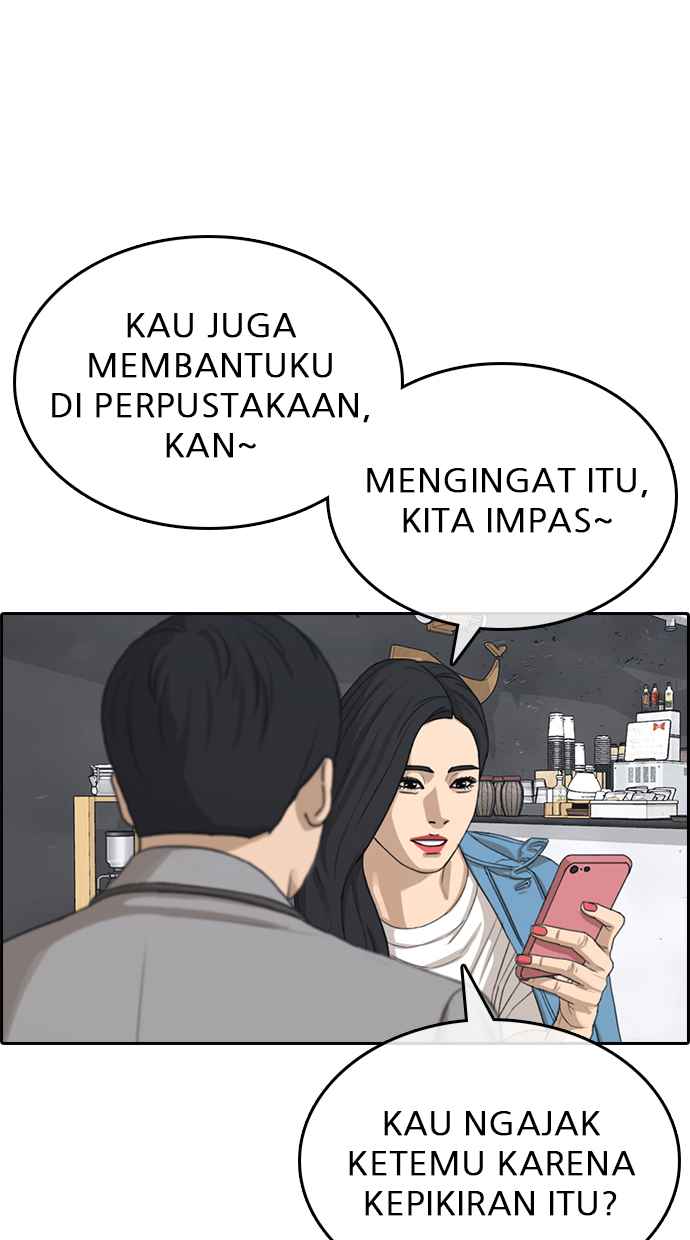 KAU JUGA
MEMBANTUKU
DI PERPUSTAKAAN,
KAN~
MENGINGAT ITU,
KITA IMPAS~
KAU NGAJAK
KETEMU KARENA
KEPIKIRAN ITU?